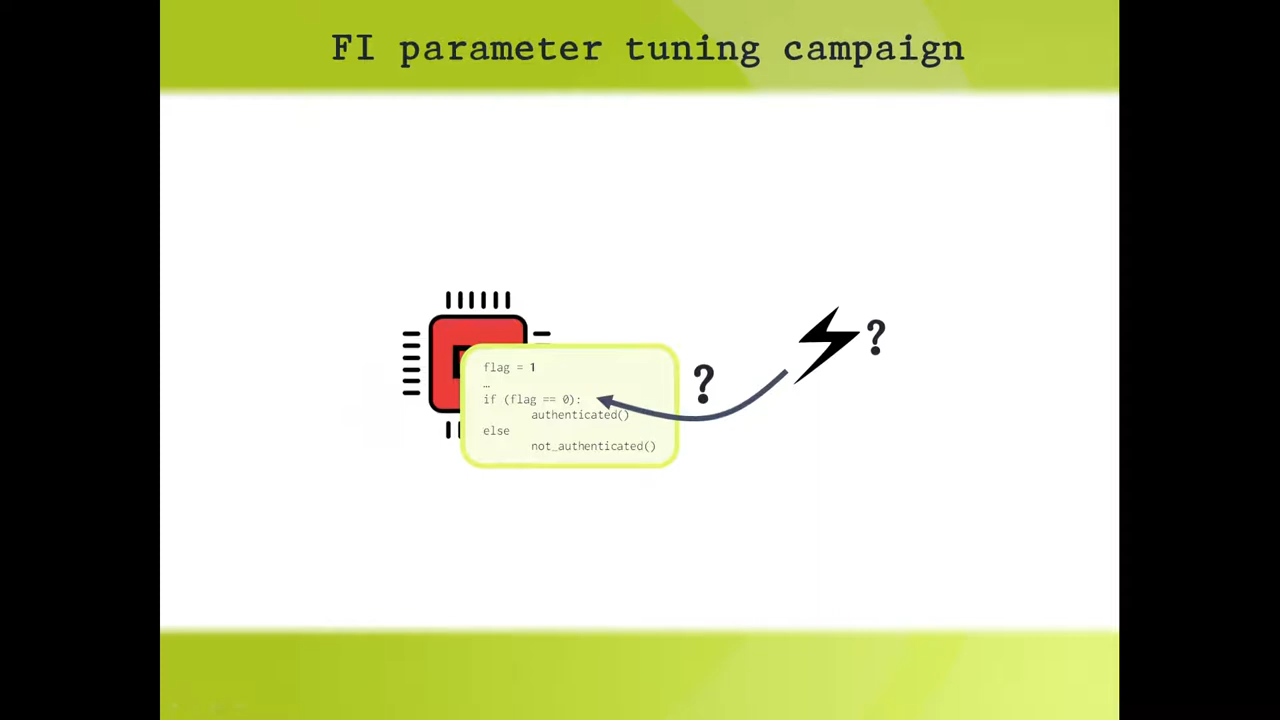 FI parameter tuning campaign
?
flag = 1
?
…
if (flag == 0):
authenticated()
else
not_authenticated()